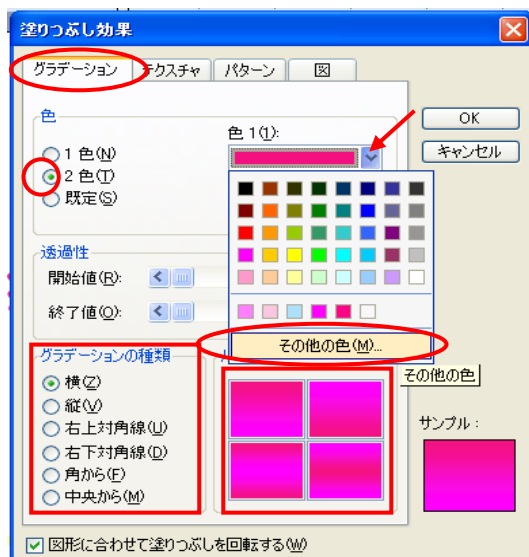 塗りつぶし効果
グラデーション テクスチャ パターン 図
色
色 1(1):
1 色(N)
2 色(T)
既定(S)
OK
キャンセル
透過性
開始値(R):
終了値(O):
その他の色(M)...
その他の色
グラデーションの種類
横(Z)
縦(V)
右上対角線(U)
右下対角線(D)
角から(F)
中央から(M)
サンプル:
図形に合わせて塗りつぶしを回転する(W)